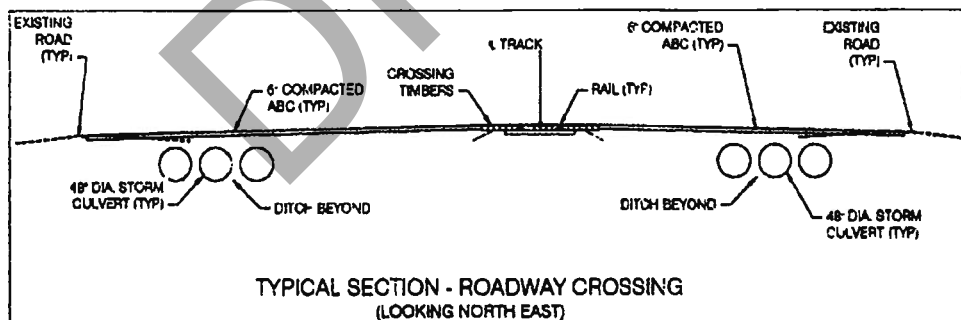 EXISTING
ROAD
(TYP)
6" COMPACTED
ABC (TYP)
CROSSING
TIMBERS
℄ TRACK
RAIL (TYP)
6" COMPACTED
ABC (TYP)
EXISTING
ROAD
(TYP)
48" DIA. STORM
CULVERT (TYP)
DITCH BEYOND
DITCH BEYOND
48" DIA. STORM
CULVERT (TYP)
TYPICAL SECTION - ROADWAY CROSSING
(LOOKING NORTH EAST)